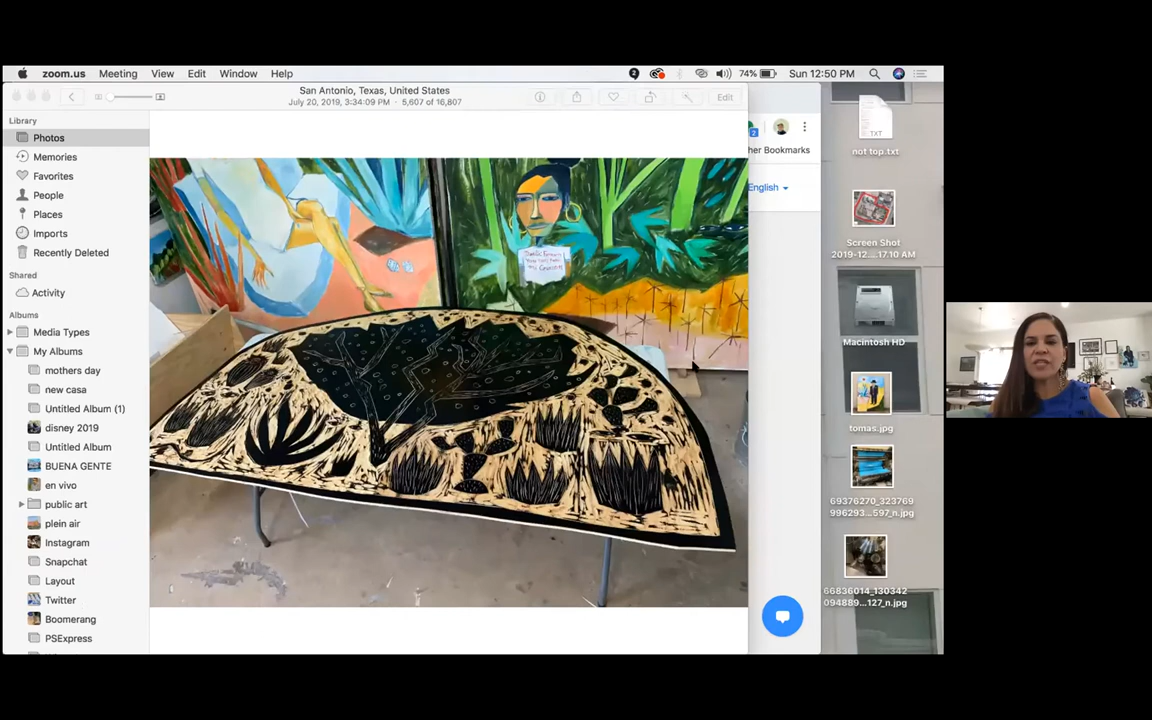 zoom.us Meeting View Edit Window Help
2 74% Sun 12:50 PM
San Antonio, Texas, United States
July 20, 2019, 3:34:09 PM · 5,607 of 16,807
Edit
Library
Photos
Memories
Favorites
People
Places
Imports
Recently Deleted
Shared
Activity
Albums
Media Types
My Albums
mothers day
new casa
Untitled Album (1)
disney 2019
Untitled Album
BUENA GENTE
en vivo
public art
plein air
Instagram
Snapchat
Layout
Twitter
Boomerang
PSExpress
2
her Bookmarks
English
TXT
not top.txt
Screen Shot
2019-12....17.10 AM
Macintosh HD
tomas.jpg
69376270_323769
996293...597_n.jpg
66836014_130342
094889...127_n.jpg